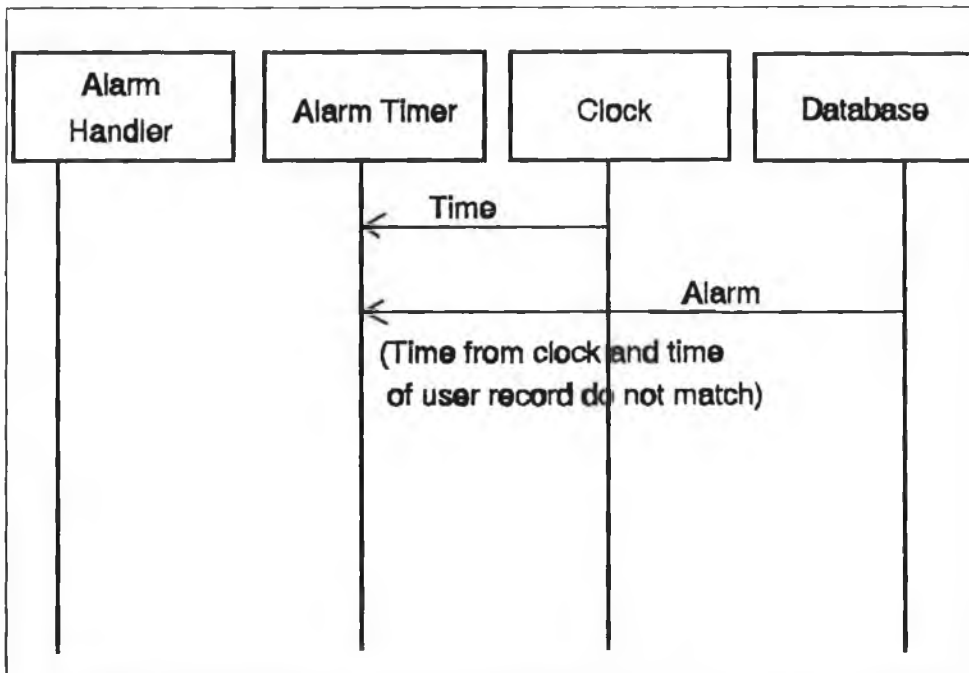 Alarm
Handler
Alarm Timer
Clock
Database
Time
Alarm
(Time from clock and time
of user record do not match)